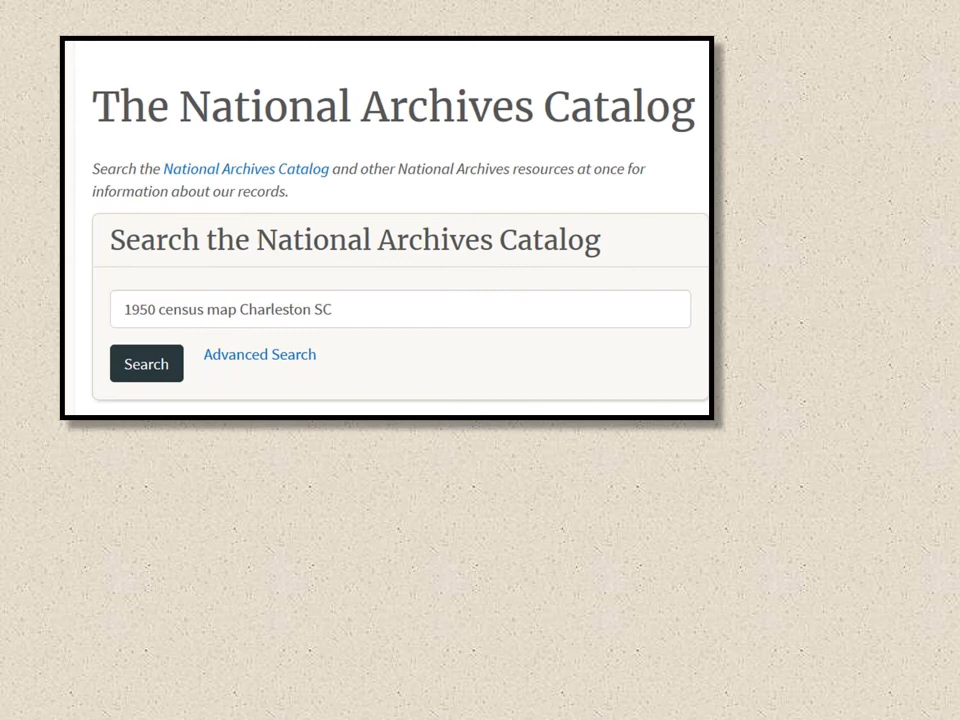 The National Archives Catalog
Search the National Archives Catalog and other National Archives resources at once for
information about our records.
Search the National Archives Catalog
1950 census map Charleston SC
Search
Advanced Search